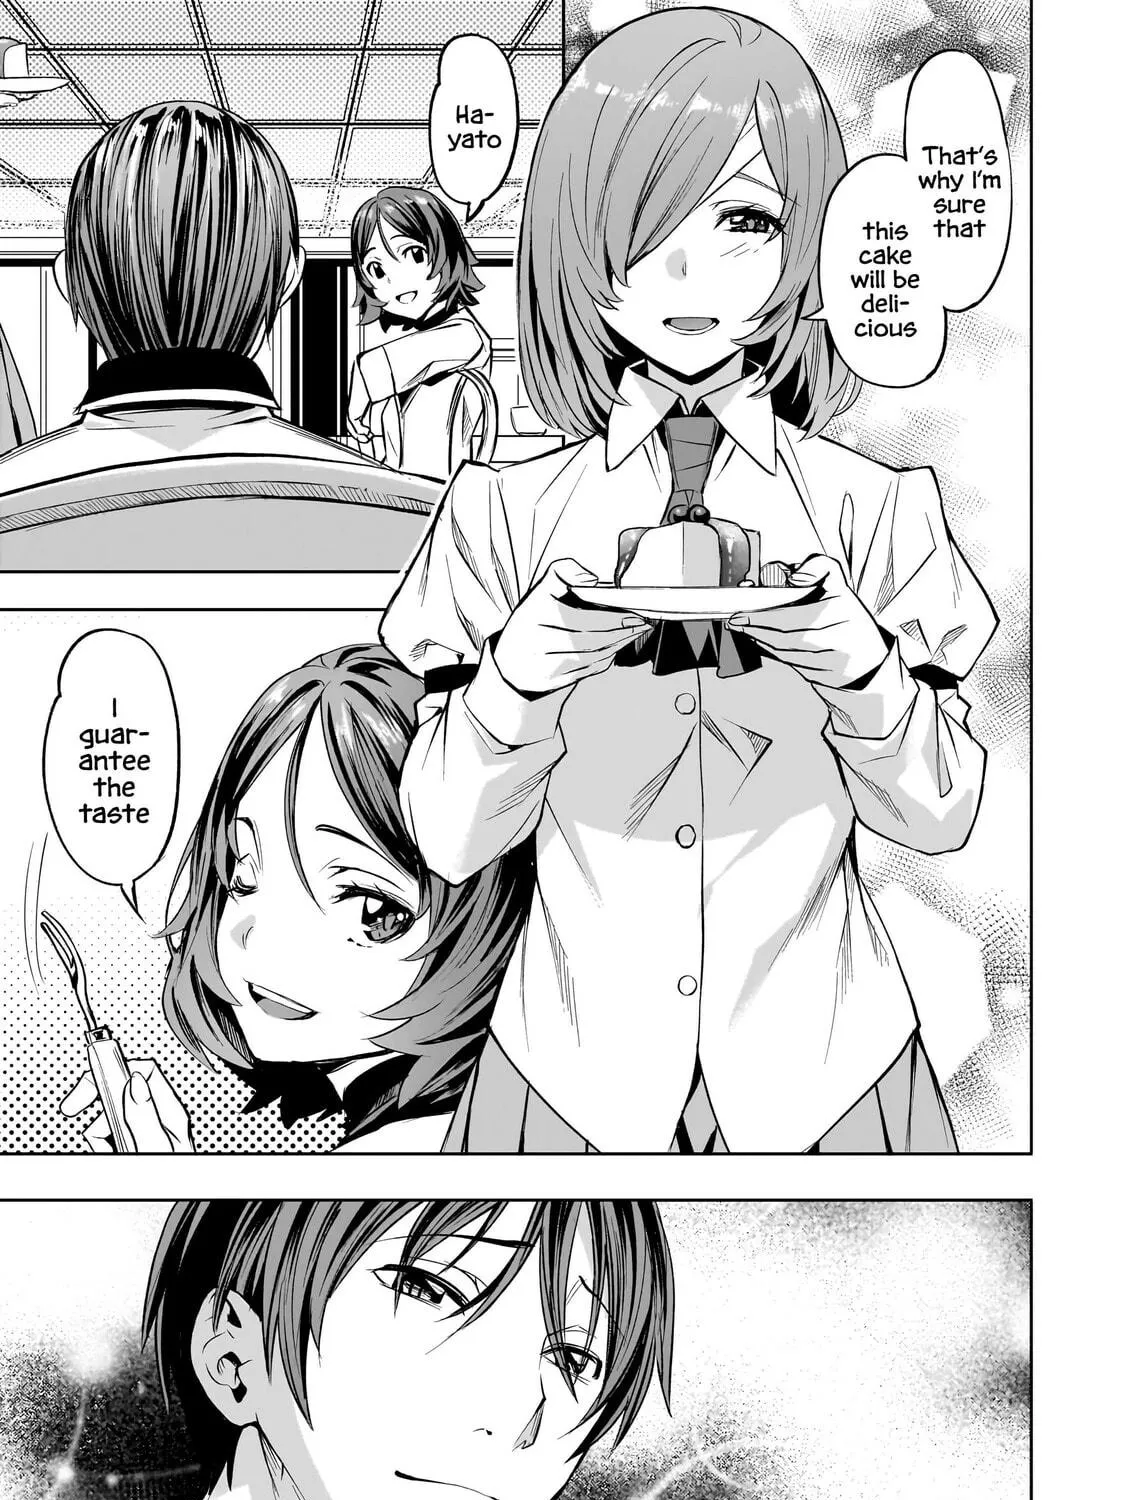 That's
why I'm
sure
that
this
cake
will be
deli-
cious
Ha-
yato
I
guar-
antee
the
taste